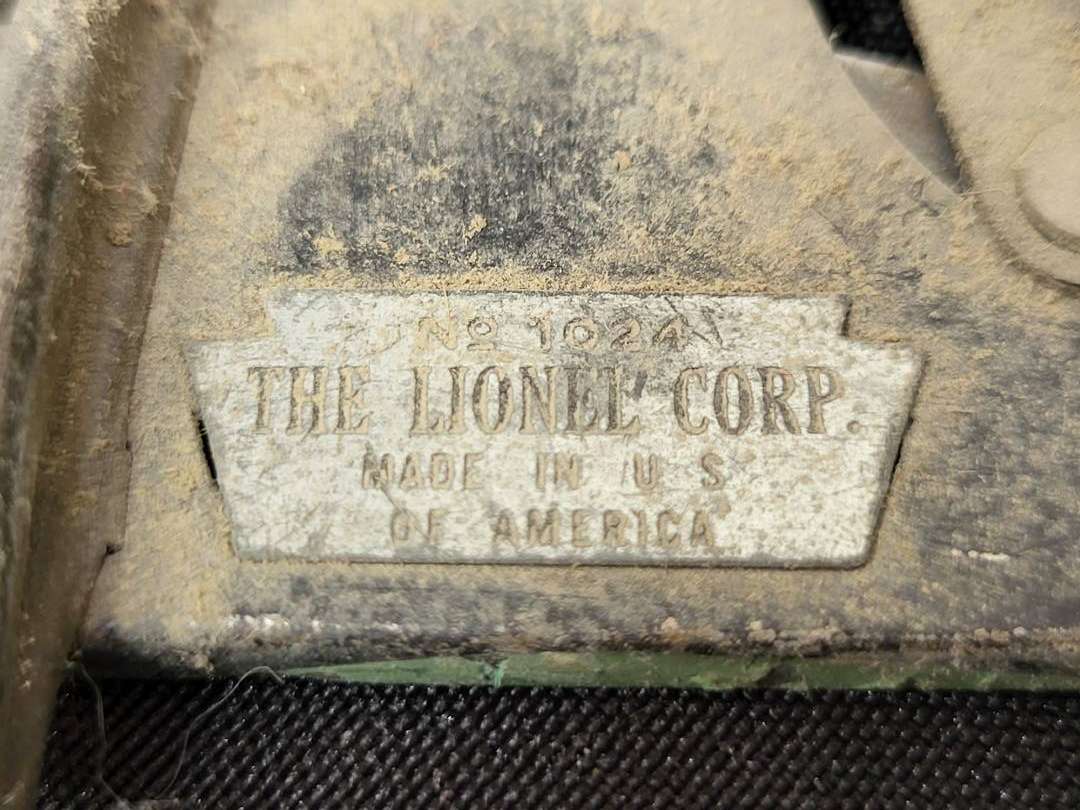 No 1024
THE LIONEL CORP.
MADE IN U S
OF AMERICA